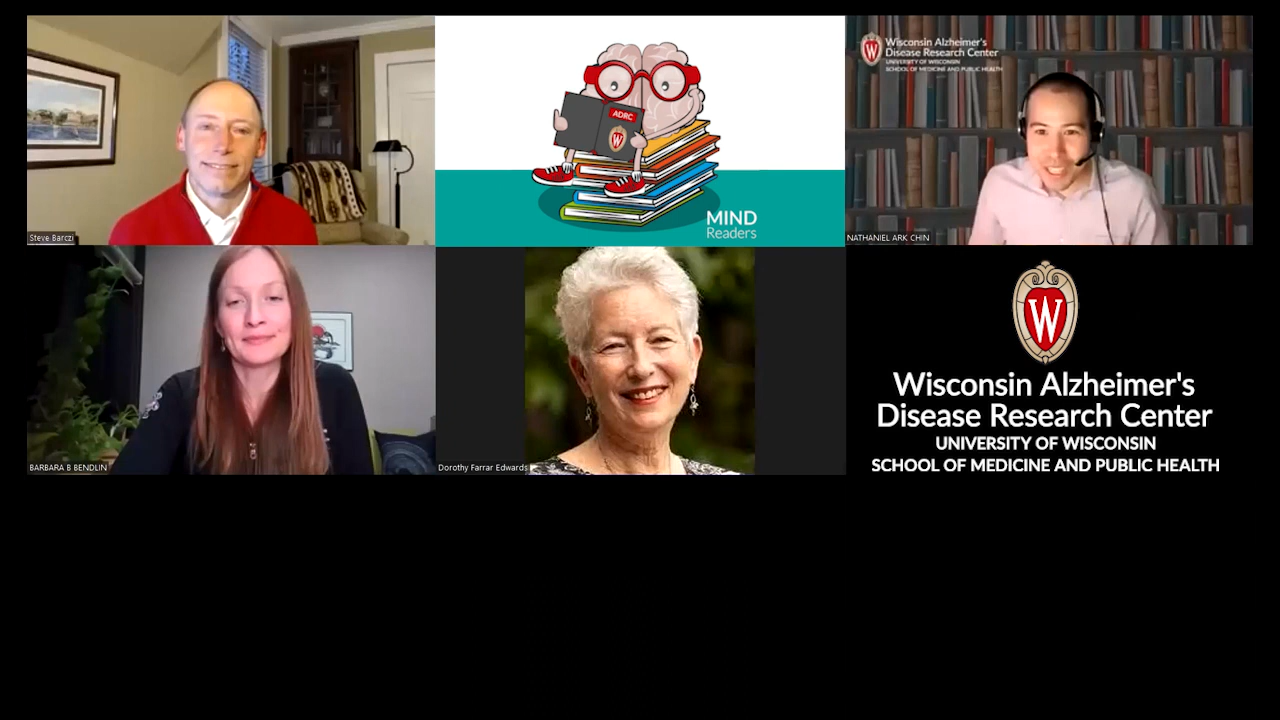 Steve Barczi
ADRC
MIND
Readers
Wisconsin Alzheimer's
Disease Research Center
UNIVERSITY OF WISCONSIN
SCHOOL OF MEDICINE AND PUBLIC HEALTH
NATHANIEL ARK CHIN
BARBARA B BENDLIN
Dorothy Farrar Edwards
W
Wisconsin Alzheimer's
Disease Research Center
UNIVERSITY OF WISCONSIN
SCHOOL OF MEDICINE AND PUBLIC HEALTH